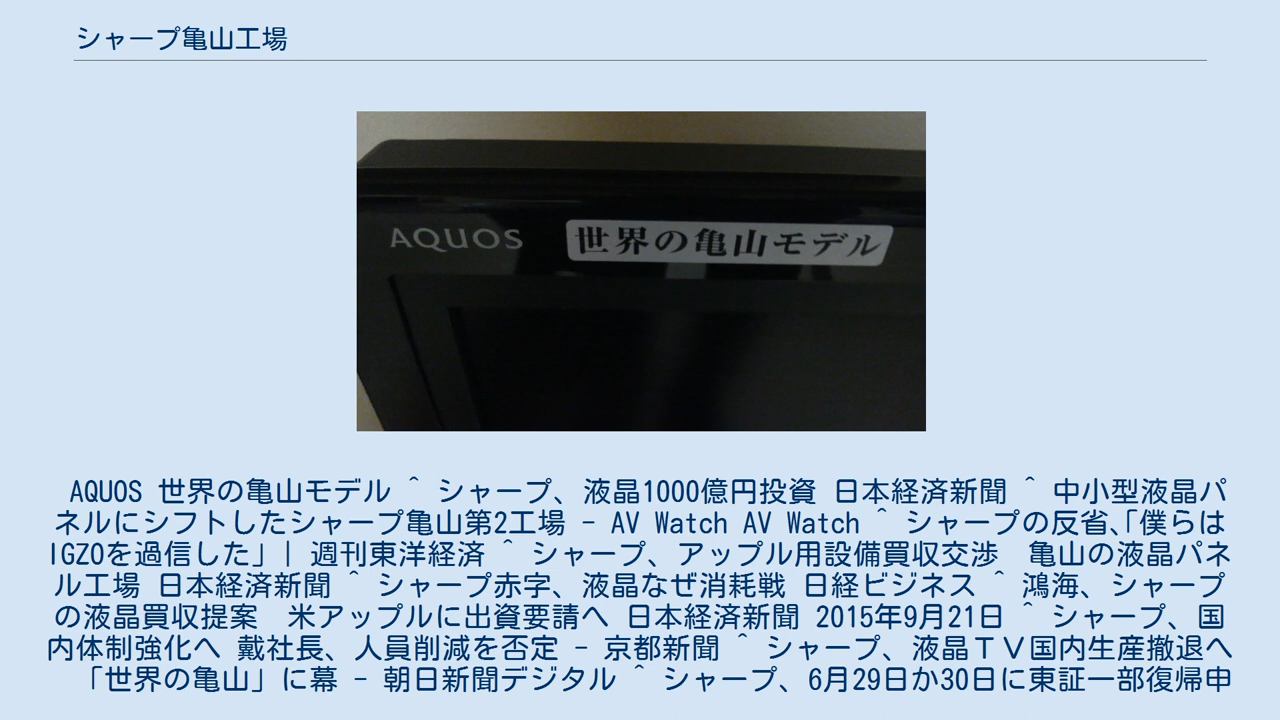 シャープ亀山工場
AQUOS 世界の亀山モデル
AQUOS 世界の亀山モデル ^ シャープ、液晶1000億円投資 日本経済新聞 ^ 中小型液晶パ
ネルにシフトしたシャープ亀山第2工場 - AV Watch AV Watch ^ シャープの反省、「僕らは
IGZOを過信した」| 週刊東洋経済 ^ シャープ、アップル用設備買収交渉　亀山の液晶パネ
ル工場 日本経済新聞 ^ シャープ赤字、液晶なぜ消耗戦 日経ビジネス ^ 鴻海、シャープ
の液晶買収提案　米アップルに出資要請へ 日本経済新聞 2015年9月21日 ^ シャープ、国
内体制強化へ 戴社長、人員削減を否定 - 京都新聞 ^ シャープ、液晶ＴＶ国内生産撤退へ
「世界の亀山」に幕 - 朝日新聞デジタル ^ シャープ、6月29日か30日に東証一部復帰申